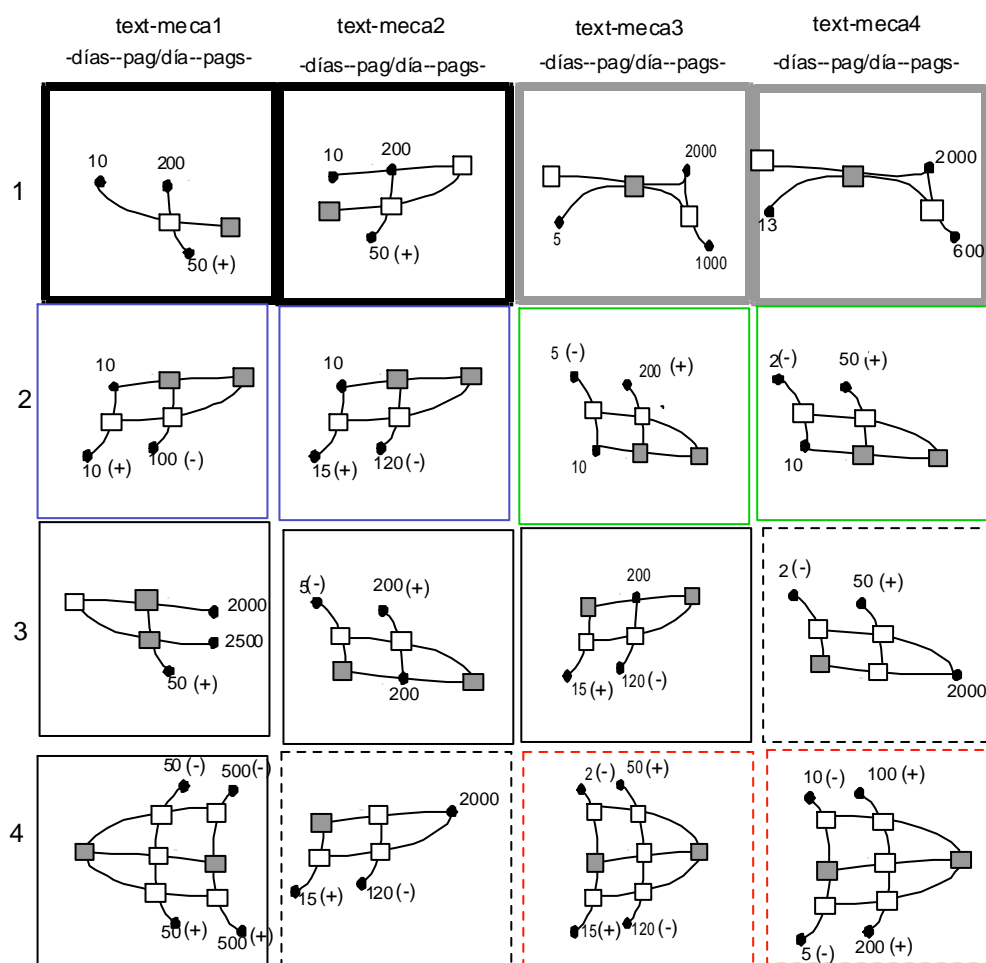 text-meca1 text-meca2 text-meca3 text-meca4
-días--pag/día--pags- -días--pag/día--pags- -días--pag/día--pags- -días--pag/día--pags-
1
10 200 50 (+)
10 200 50 (+)
2000 5 1000
2000 13 600
2
10 10 (+) 100 (-)
10 15 (+) 120 (-)
5 (-) 200 (+) 10
2(-) 50 (+) 10
3
2000 2500 50 (+)
5(-) 200 (+) 200
200 15 (+) 120 (-)
2 (-) 50 (+) 2000
4
50 (-) 500(-) 50 (+) 500 (+)
2000 15 (+) 120 (-)
2(-) 50(+) 15(+) 120 (-)
10 (-) 100 (+) 5 (-) 200 (+)